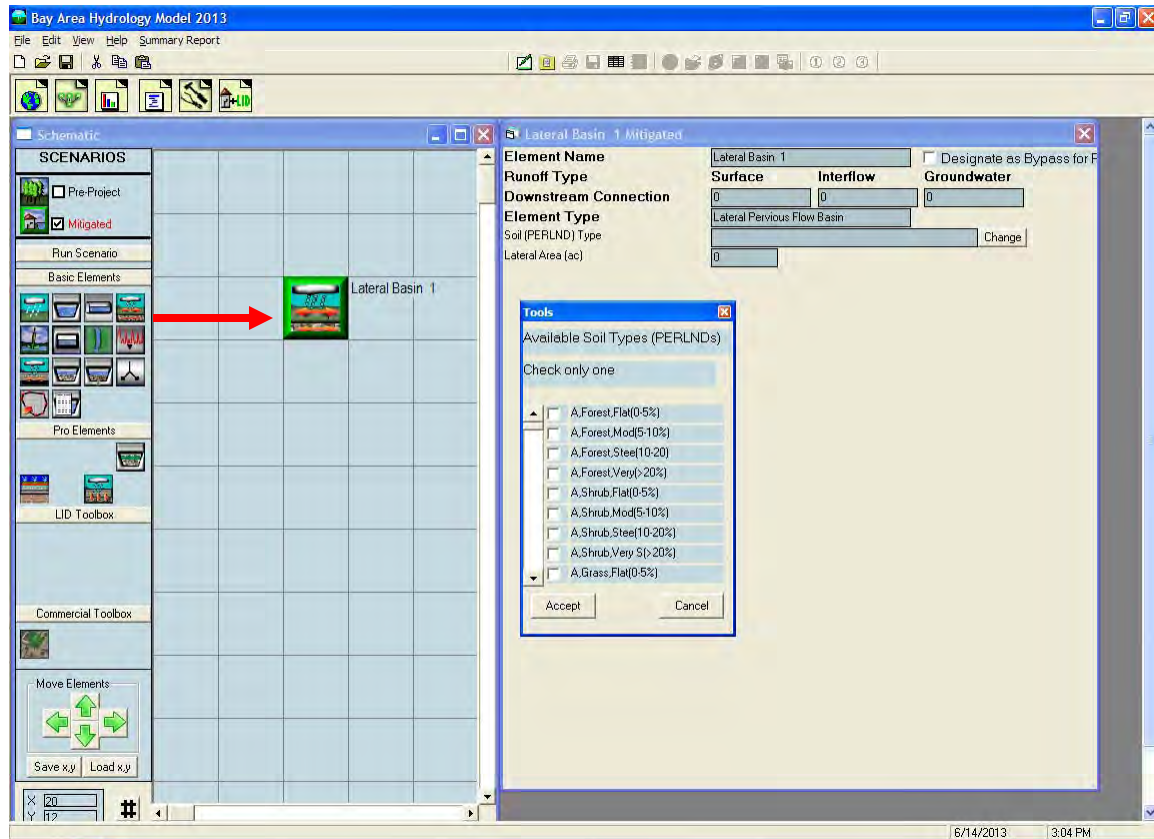 Bay Area Hydrology Model 2013
File Edit View Help Summary Report
Schematic
SCENARIOS
Pre-Project
Mitigated
Run Scenario
Basic Elements
Pro Elements
LID Toolbox
Commercial Toolbox
Move Elements
Save x,y Load x,y
X 20
Y 12
#
Lateral Basin 1
Lateral Basin 1 Mitigated
Element Name Lateral Basin 1 Designate as Bypass for P
Runoff Type Surface Interflow Groundwater
Downstream Connection 0 0 0
Element Type Lateral Pervious Flow Basin
Soil (PERLND) Type Change
Lateral Area (ac) 0
Tools
Available Soil Types (PERLNDs)
Check only one
A,Forest,Flat(0-5%)
A,Forest,Mod(5-10%)
A,Forest,Stee(10-20)
A,Forest,Very(>20%)
A,Shrub,Flat(0-5%)
A,Shrub,Mod(5-10%)
A,Shrub,Stee(10-20%)
A,Shrub,Very S(>20%)
A,Grass,Flat(0-5%)
Accept Cancel
6/14/2013 3:04 PM